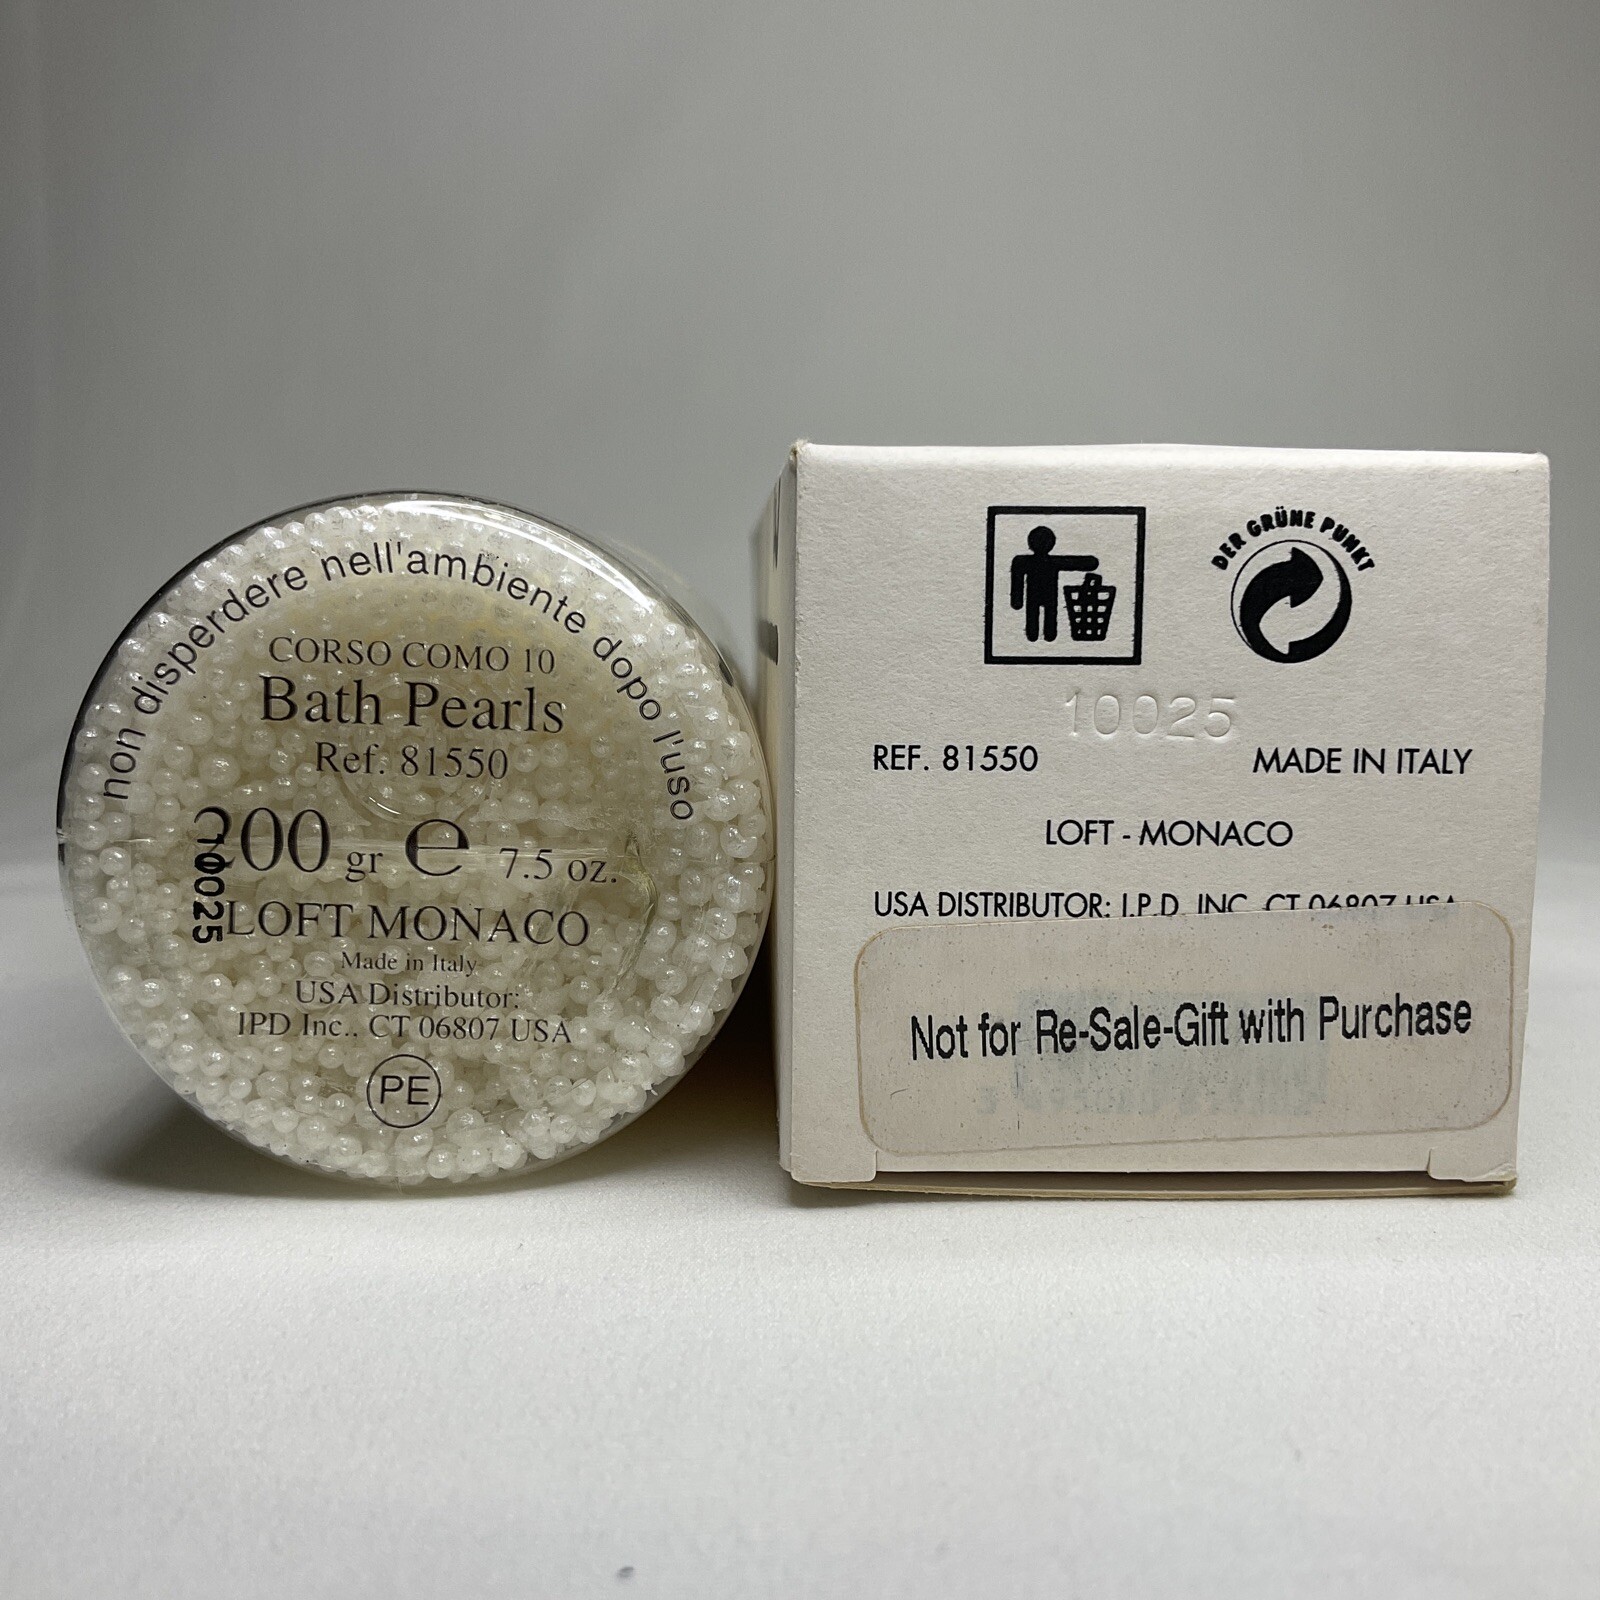 non disperdere nell'ambiente dopo l'uso
CORSO COMO 10
Bath Pearls
Ref. 81550
200 gr e 7.5 oz.
10025
LOFT MONACO
Made in Italy
USA Distributor:
IPD Inc.. CT 06807 USA
PE
DER GRÜNE PUNKT
10025
REF. 81550 MADE IN ITALY
LOFT - MONACO
USA DISTRIBUTOR: I.P.D. INC. CT 06807 USA
Not for Re-Sale-Gift with Purchase